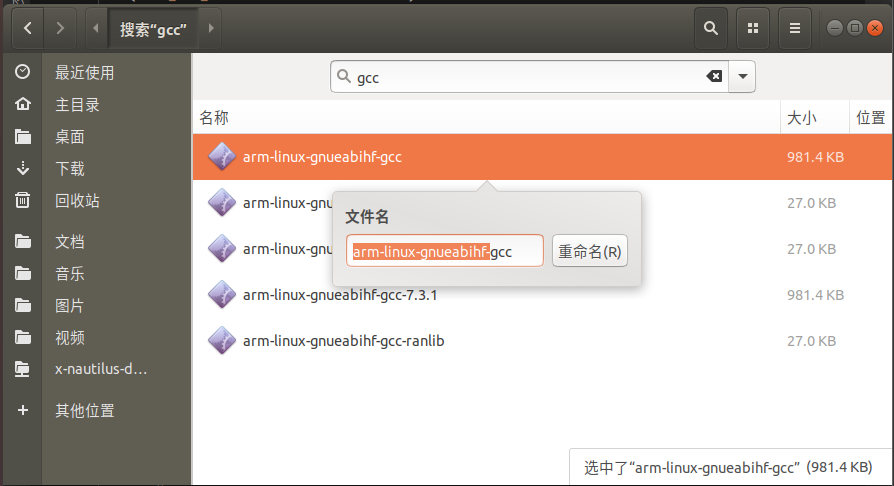 搜索“gcc”
最近使用
主目录
桌面
下载
回收站
文档
音乐
图片
视频
x-nautilus-d…
其他位置
gcc
名称 大小 位置
arm-linux-gnueabihf-gcc 981.4 KB
arm-linux-gnu 27.0 KB
arm-linux-gnu 27.0 KB
arm-linux-gnueabihf-gcc-7.3.1 981.4 KB
arm-linux-gnueabihf-gcc-ranlib 27.0 KB
文件名
arm-linux-gnueabihf-gcc 重命名(R)
选中了“arm-linux-gnueabihf-gcc” (981.4 KB)